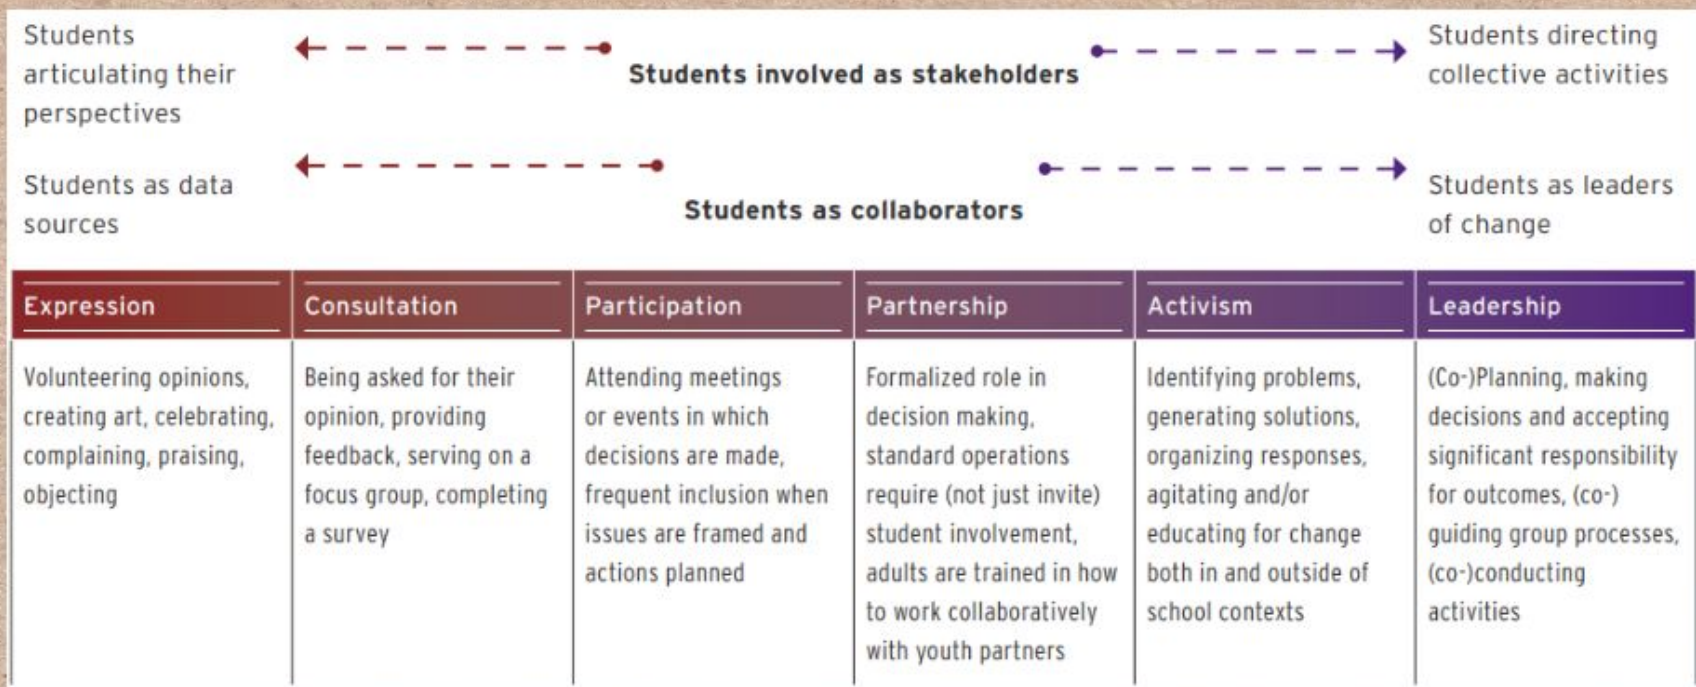 Students
articulating their
perspectives
Students involved as stakeholders
Students directing
collective activities
Students as data
sources
Students as collaborators
Students as leaders
of change
Expression
Volunteering opinions,
creating art, celebrating,
complaining, praising,
objecting
Consultation
Being asked for their
opinion, providing
feedback, serving on a
focus group, completing
a survey
Participation
Attending meetings
or events in which
decisions are made,
frequent inclusion when
issues are framed and
actions planned
Partnership
Formalized role in
decision making,
standard operations
require (not just invite)
student involvement,
adults are trained in how
to work collaboratively
with youth partners
Activism
Identifying problems,
generating solutions,
organizing responses,
agitating and/or
educating for change
both in and outside of
school contexts
Leadership
(Co-)Planning, making
decisions and accepting
significant responsibility
for outcomes, (co-)
guiding group processes,
(co-)conducting
activities